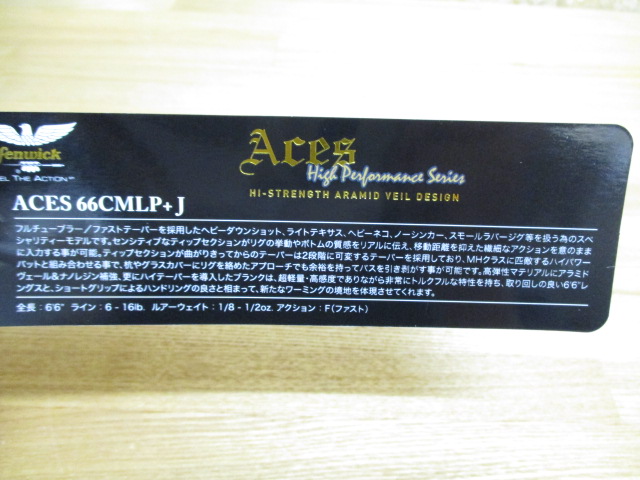 fenwick
EL THE ACTION™
Aces
High Performance Series
HI-STRENGTH ARAMID VEIL DESIGN
ACES 66CMLP+J
フルチューブラー/ファストテーパーを採用したヘビーダウンショット、ライトテキサス、ヘビーネコ、ノーシンカー、スモールラバージグ等を扱う為のスペ
シャリティーモデルです。センシティブなティップセクションがリグの挙動やボトムの質感をリアルに伝え、移動距離を抑えた繊細なアクションを意のまま
に入力する事が可能。ティップセクションが曲がりきってからのテーパーは2段階に可変するテーパーを採用しており、MHクラスに匹敵するハイパワー
バットと組み合わせる事で、杭やグラスカバーにリグを絡めたアプローチでも余裕を持ってバスを引き剥がす事が可能です。高弾性マテリアルにアラミド
ヴェール&ナノレジン補強、更にハイテーパーを導入したブランクは、超軽量・高感度でありながら非常にトルクフルな特性を持ち、取り回しの良い6'6"レ
ングスと、ショートグリップによるハンドリングの良さと相まって、新たなワーミングの境地を体現させてくれます。
全長：6'6" ライン：6 - 16lb. ルアーウェイト：1/8 - 1/2oz. アクション：F(ファスト)